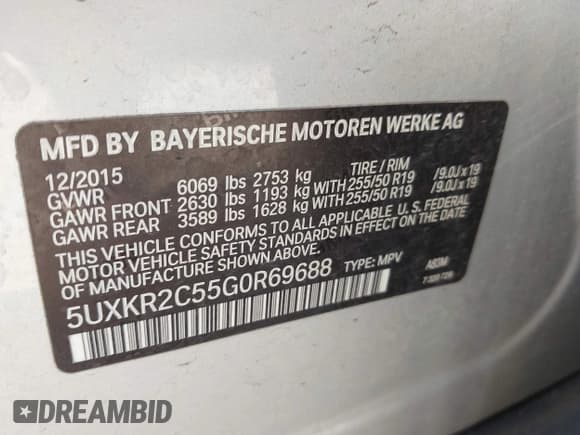 MFD BY BAYERISCHE MOTOREN WERKE AG
12/2015 TIRE / RIM
GVWR 6069 lbs 2753 kg
GAWR FRONT 2630 lbs 1193 kg WITH 255/50 R19 /9.0J x 19
GAWR REAR 3589 lbs 1628 kg WITH 255/50 R19 /9.0J x 19
THIS VEHICLE CONFORMS TO ALL APPLICABLE U. S. FEDERAL
MOTOR VEHICLE SAFETY STANDARDS IN EFFECT ON THE DATE
OF MANUFACTURE SHOWN ABOVE.
5UXKR2C55G0R69688 TYPE: MPV A83M
DREAMBID